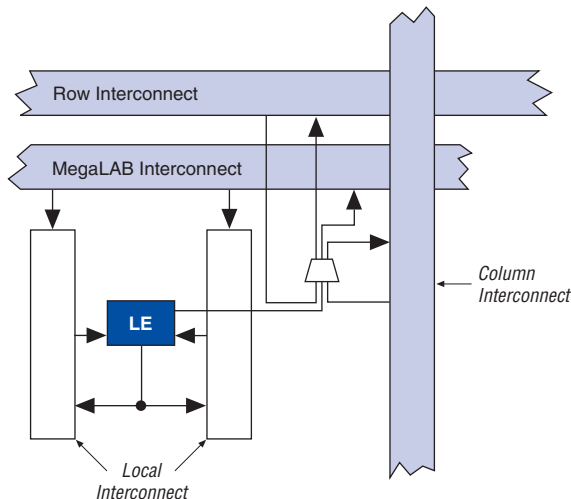 Row Interconnect
MegaLAB Interconnect
LE
Column
Interconnect
Local
Interconnect